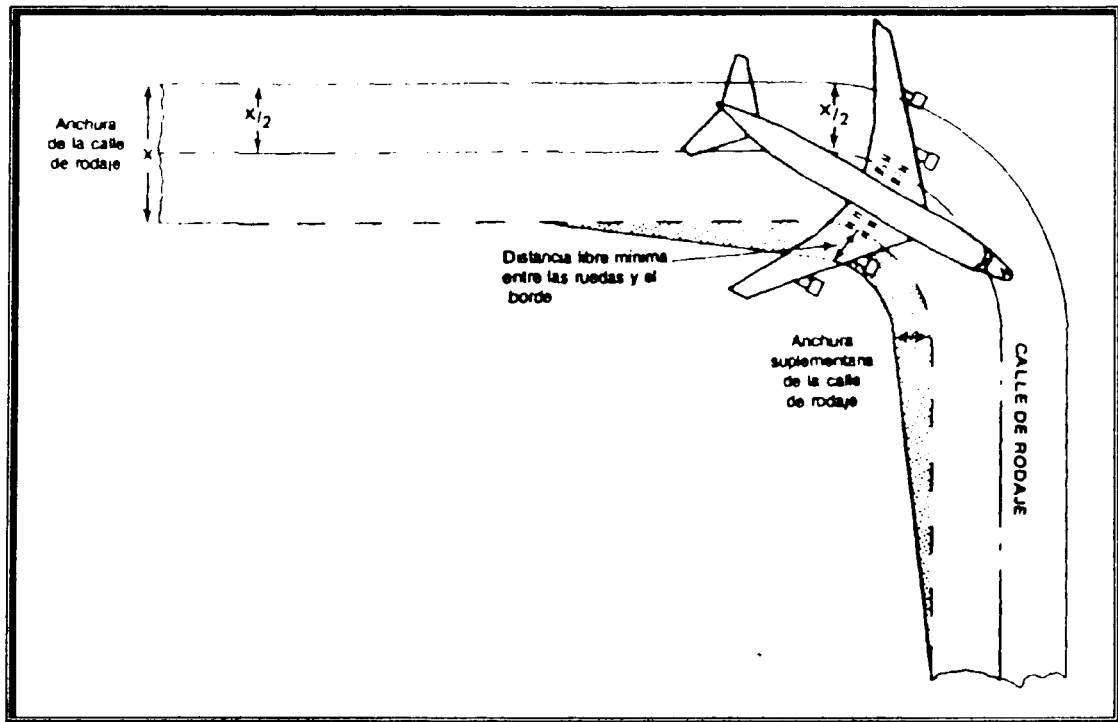 Anchura
de la calle
de rodaje
X
X/2
X/2
Distancia libre mínima
entre las ruedas y el
borde
Anchura
suplementaria
de la calle
de rodaje
CALLE DE RODAJE